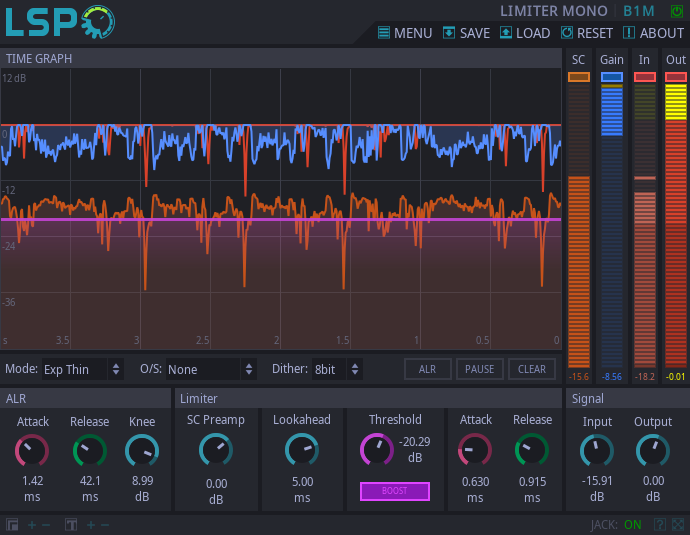 LSP
LIMITER MONO B1M
MENU SAVE LOAD RESET ABOUT
TIME GRAPH
SC Gain In Out
12 dB
0
-12
-24
-36
s 3.5 3 2.5 2 1.5 1 0.5 0
-15.6 -8.56 -18.2 -0.01
Mode: Exp Thin O/S: None Dither: 8bit ALR PAUSE CLEAR
ALR Limiter Signal
Attack Release Knee SC Preamp Lookahead Threshold Attack Release Input Output
-20.29
dB
1.42 42.1 8.99 0.00 5.00 0.630 0.915 -15.91 0.00
ms ms dB dB ms BOOST ms ms dB dB
JACK: ON ?